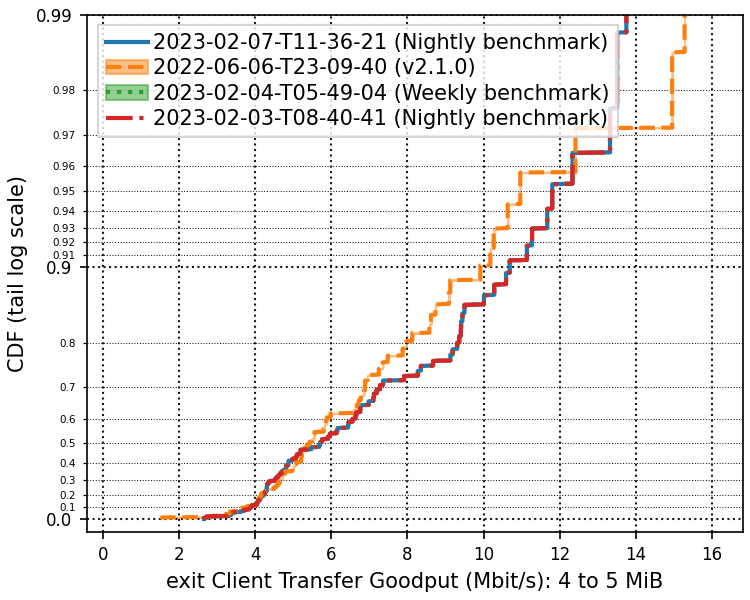 0.99
2023-02-07-T11-36-21 (Nightly benchmark)
2022-06-06-T23-09-40 (v2.1.0)
2023-02-04-T05-49-04 (Weekly benchmark)
2023-02-03-T08-40-41 (Nightly benchmark)
0.98
0.97
0.96
0.95
0.94
0.93
0.92
0.91
0.9
0.8
0.7
0.6
0.5
0.4
0.3
0.2
0.1
0.0
CDF (tail log scale)
0 2 4 6 8 10 12 14 16
exit Client Transfer Goodput (Mbit/s): 4 to 5 MiB